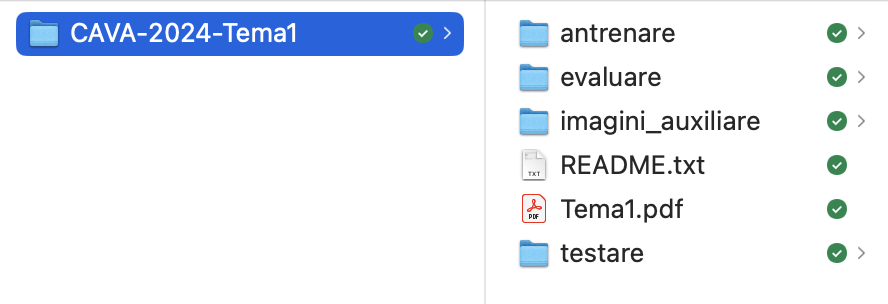 CAVA-2024-Tema1
antrenare
evaluare
imagini_auxiliare
TXT
README.txt
PDF
Tema1.pdf
testare